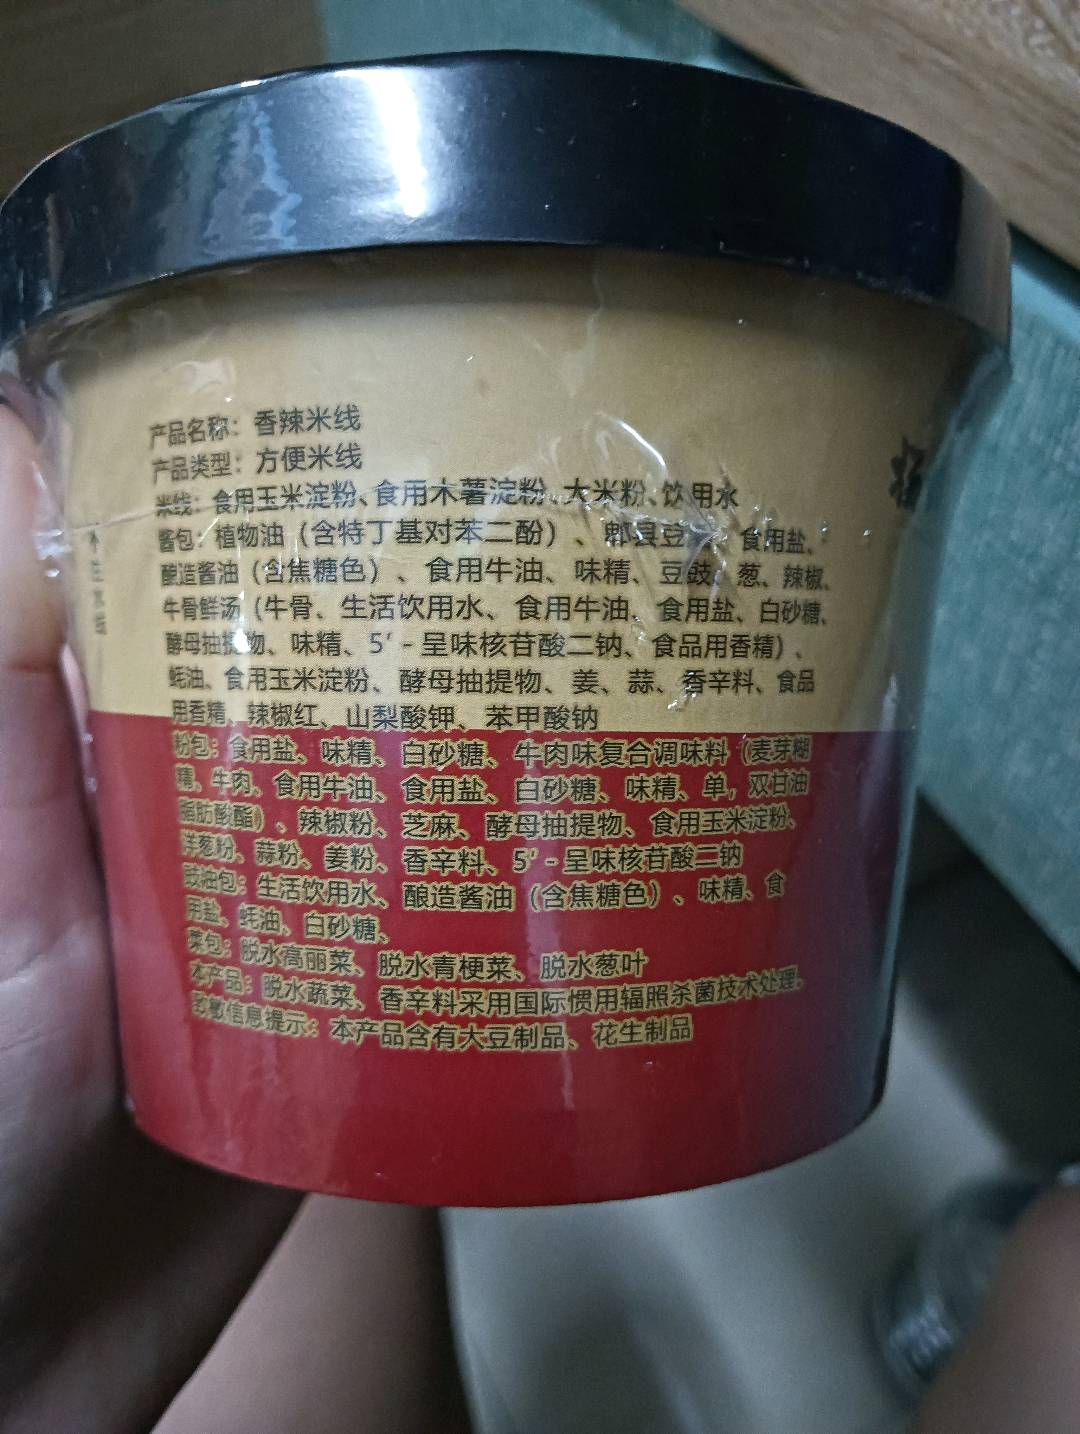 产品名称：香辣米线
产品类型：方便米线
米线：食用玉米淀粉、食用木薯淀粉、大米粉、饮用水
酱包：植物油（含特丁基对苯二酚）、郫县豆 食用盐、
酿造酱油（含焦糖色）、食用牛油、味精、豆豉、葱、辣椒、
牛骨鲜汤（牛骨、生活饮用水、食用牛油、食用盐、白砂糖、
酵母抽提物、味精、5′-呈味核苷酸二钠、食品用香精）、
蚝油、食用玉米淀粉、酵母抽提物、姜、蒜、香辛料、食品
用香精、辣椒红、山梨酸钾、苯甲酸钠
粉包：食用盐、味精、白砂糖、牛肉味复合调味料（麦芽糊
精、牛肉、食用牛油、食用盐、白砂糖、味精、单，双甘油
脂肪酸酯）、辣椒粉、芝麻、酵母抽提物、食用玉米淀粉、
洋葱粉、蒜粉、姜粉、香辛料、5′-呈味核苷酸二钠
豉油包：生活饮用水、酿造酱油（含焦糖色）、味精、食
用盐、蚝油、白砂糖、
菜包：脱水高丽菜、脱水青梗菜、脱水葱叶
本产品：脱水蔬菜、香辛料采用国际惯用辐照杀菌技术处理。
致敏信息提示：本产品含有大豆制品、花生制品